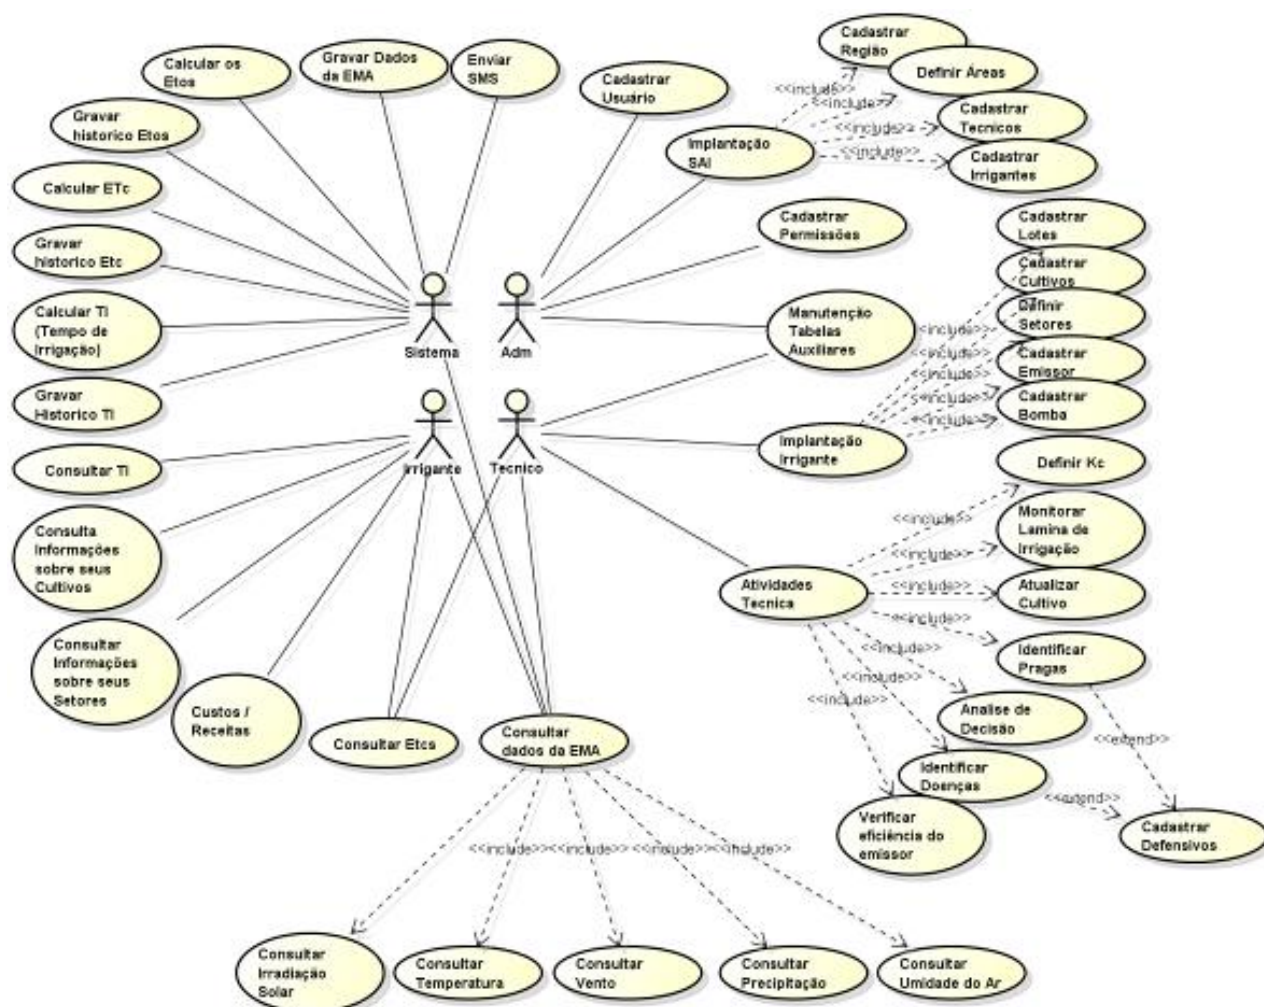 Cadastrar
Região
Calcular os
Etos
Gravar Dados
da EMA
Enviar
SMS
Cadastrar
Usuário
Definir Áreas
<<include>>
<<include>>
Cadastrar
Tecnicos
<<include>>
Gravar
historico Etos
Implantação
SAI
<<include>>
Cadastrar
Irrigantes
Calcular ETc
Cadastrar
Permissões
Cadastrar
Lotes
Gravar
historico Etc
Cadastrar
Cultivos
Calcular TI
(Tempo de
Irrigação)
Sistema
Adm
Manutenção
Tabelas
Auxiliares
Definir
Setores
<<include>>
<<include>>
<<include>>
<<include>>
<<include>>
Cadastrar
Emissor
Gravar
Historico TI
Cadastrar
Bomba
Implantação
Irrigante
Consultar TI
Irrigante
Tecnico
Definir Kc
<<include>>
Consulta
Informações
sobre seus
Cultivos
Monitorar
Lamina de
Irrigação
<<include>>
Atividades
Tecnica
<<include>>
Atualizar
Cultivo
<<include>>
Consultar
Informações
sobre seus
Setores
Identificar
Pragas
<<include>>
<<include>>
<<include>>
Custos /
Receitas
Consultar Etcs
Consultar
dados da EMA
Analise de
Decisão
<<extend>>
Identificar
Doenças
<<extend>>
Verificar
eficiência do
emissor
Cadastrar
Defensivos
<<include>>
<<include>>
<<include>>
<<include>>
Consultar
Irradiação
Solar
Consultar
Temperatura
Consultar
Vento
Consultar
Precipitação
Consultar
Umidade do Ar